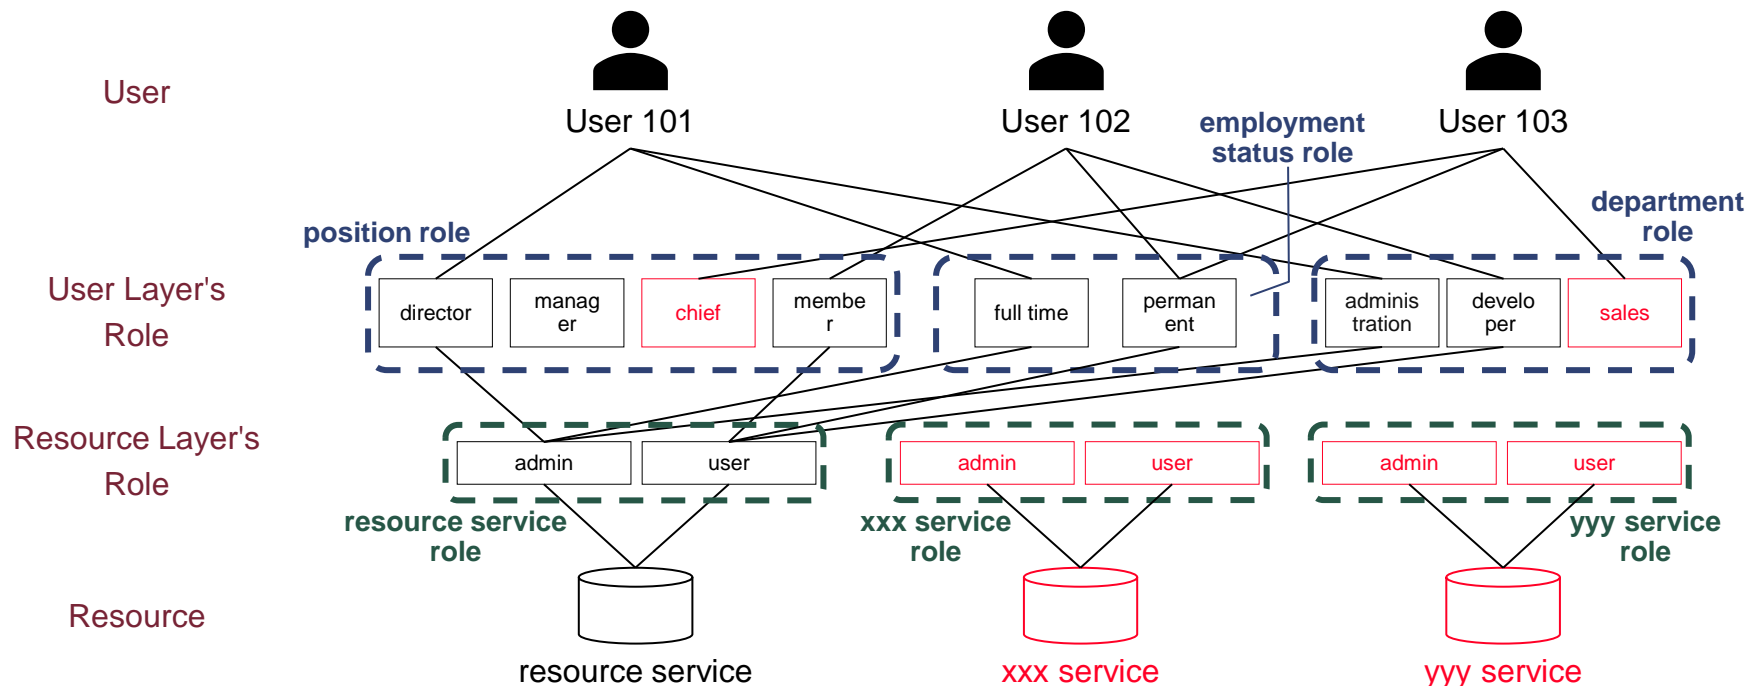 User
User 101
User 102
User 103
employment
status role
department
role
position role
User Layer's
Role
director
manag
er
chief
membe
r
full time
perman
ent
adminis
tration
develo
per
sales
Resource Layer's
Role
admin
user
admin
user
admin
user
resource service
role
xxx service
role
yyy service
role
Resource
resource service
xxx service
yyy service